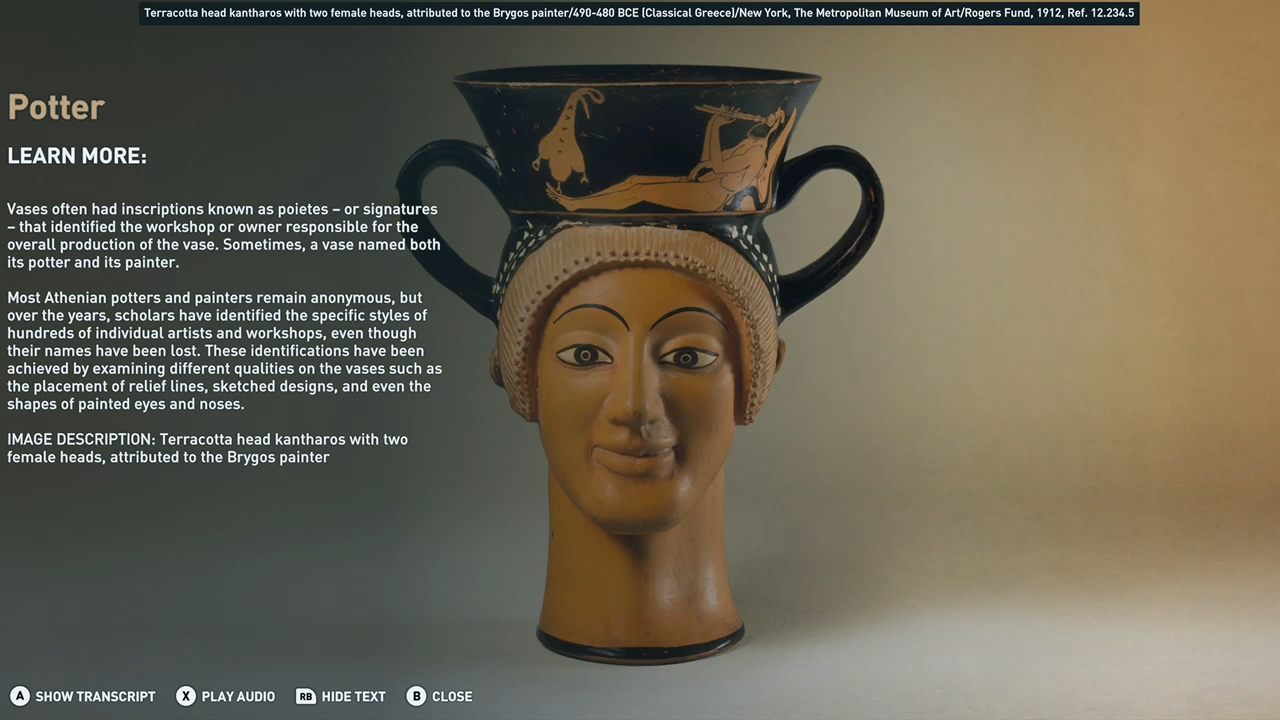 Terracotta head kantharos with two female heads, attributed to the Brygos painter/490-480 BCE (Classical Greece)/New York, The Metropolitan Museum of Art/Rogers Fund, 1912, Ref. 12.234.5
Potter
LEARN MORE:
Vases often had inscriptions known as poietes – or signatures
– that identified the workshop or owner responsible for the
overall production of the vase. Sometimes, a vase named both
its potter and its painter.
Most Athenian potters and painters remain anonymous, but
over the years, scholars have identified the specific styles of
hundreds of individual artists and workshops, even though
their names have been lost. These identifications have been
achieved by examining different qualities on the vases such as
the placement of relief lines, sketched designs, and even the
shapes of painted eyes and noses.
IMAGE DESCRIPTION: Terracotta head kantharos with two
female heads, attributed to the Brygos painter
A SHOW TRANSCRIPT X PLAY AUDIO RB HIDE TEXT B CLOSE